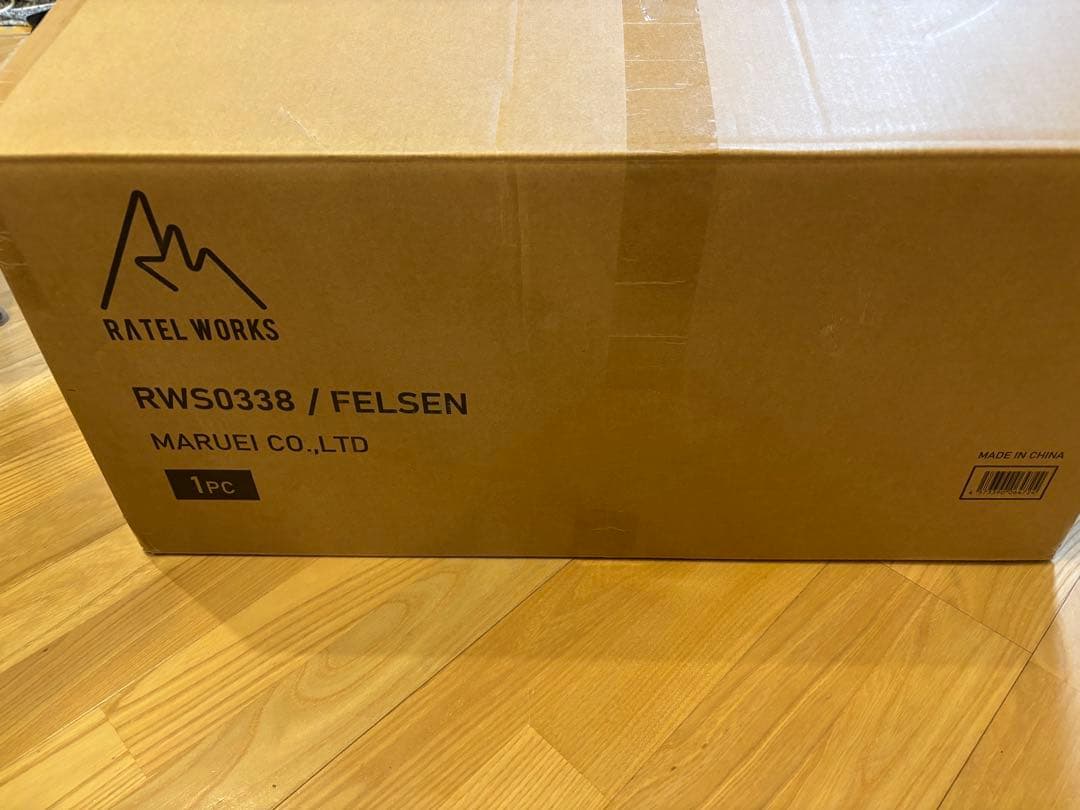 RATEL WORKS
RWS0338 / FELSEN
MARUEI CO.,LTD
1PC
MADE IN CHINA